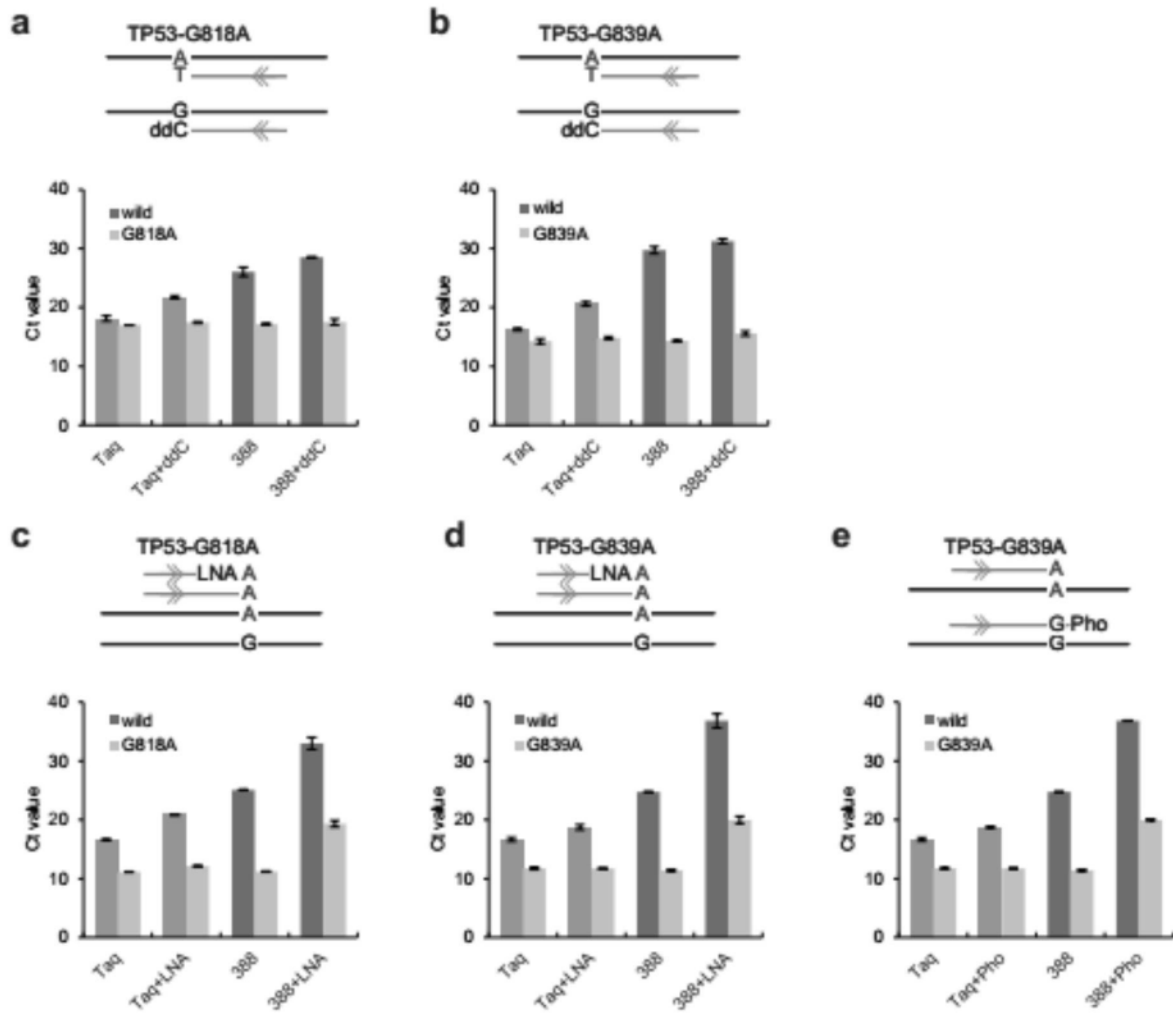 a
TP53-G818A
A
T
G
ddC
40
30
20
10
0
Ct value
wild
G818A
Taq
Taq+ddC
388
388+ddC
b
TP53-G839A
A
T
G
ddC
40
30
20
10
0
Ct value
wild
G839A
Taq
Taq+ddC
388
388+ddC
c
TP53-G818A
LNA A
A
A
G
40
30
20
10
0
Ct value
wild
G818A
Taq
Taq+LNA
388
388+LNA
d
TP53-G839A
LNA A
A
A
G
40
30
20
10
0
Ct value
wild
G839A
Taq
Taq+LNA
388
388+LNA
e
TP53-G839A
A
A
G-Pho
G
40
30
20
10
0
Ct value
wild
G839A
Taq
Taq+Pho
388
388+Pho